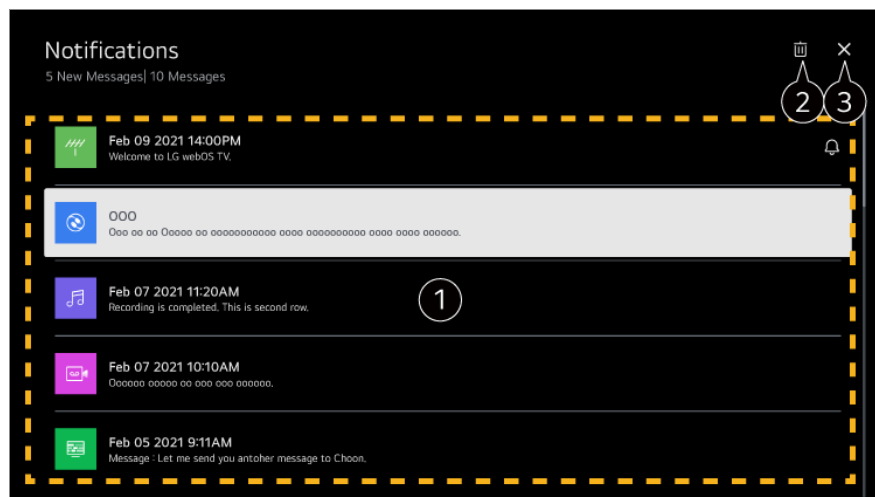 Notifications
5 New Messages| 10 Messages
2
3
Feb 09 2021 14:00PM
Welcome to LG webOS TV.
OOO
Ooo oo oo Ooooo oo ooooooooooo oooo oooooooooo oooo oooo oooooo.
Feb 07 2021 11:20AM
Recording is completed. This is second row.
1
Feb 07 2021 10:10AM
Oooooo ooooo oo ooo ooo oooooo.
Feb 05 2021 9:11AM
Message : Let me send you antoher message to Choon.